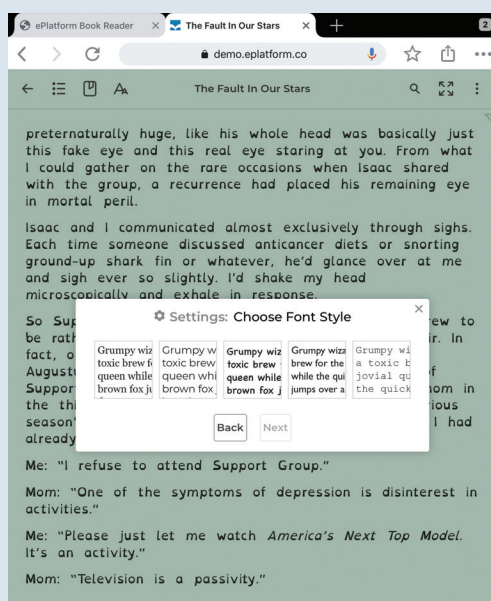 ePlatform Book Reader × The Fault In Our Stars × + 2
demo.eplatform.co
The Fault In Our Stars
preternaturally huge, like his whole head was basically just
this fake eye and this real eye staring at you. From what
I could gather on the rare occasions when Isaac shared
with the group, a recurrence had placed his remaining eye
in mortal peril.
Isaac and I communicated almost exclusively through sighs.
Each time someone discussed anticancer diets or snorting
ground-up shark fin or whatever, he'd glance over at me
and sigh ever so slightly. I'd shake my head
microscopically and exhale in response.
So Sup rew to
be rath ir. In
fact, o
August of
Suppor mom in
the thi ious
season' I had
already
Settings: Choose Font Style ×
Grumpy wiz
toxic brew fo
queen while
brown fox ju
Grumpy w
toxic brew
queen whi
brown fox
Grumpy wiz
toxic brew
queen while
brown fox j
Grumpy wiza
brew for the
while the qui
jumps over a
Grumpy wi
a toxic b
jovial qu
the quick
Back Next
Me: "I refuse to attend Support Group."
Mom: "One of the symptoms of depression is disinterest in
activities."
Me: "Please just let me watch America's Next Top Model.
It's an activity."
Mom: "Television is a passivity."